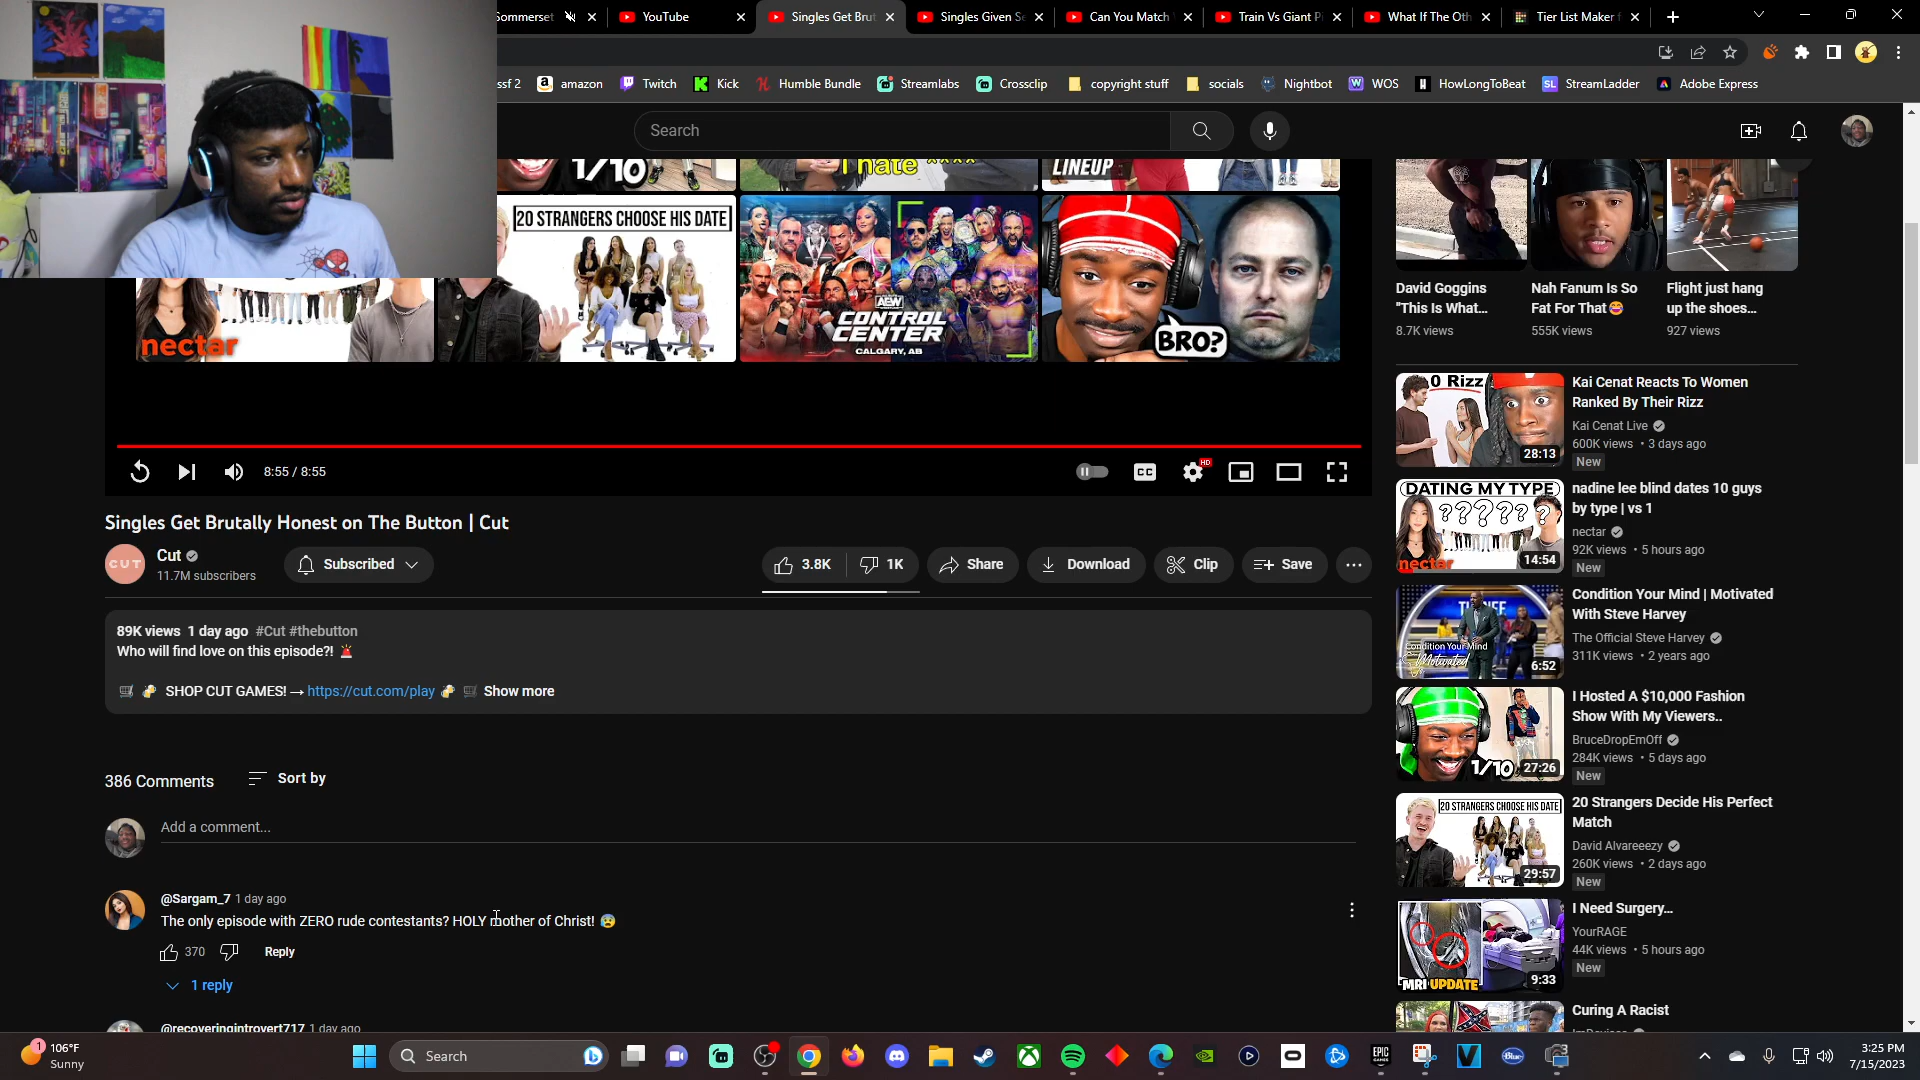 Sommerset
YouTube
Singles Get Brut
Singles Given Se
Can You Match
Train Vs Giant Pi
What If The Oth
Tier List Maker f
ssf 2
amazon
Twitch
Kick
Humble Bundle
Streamlabs
Crossclip
copyright stuff
socials
Nightbot
WOS
HowLongToBeat
StreamLadder
Adobe Express
Search
1/10
I hate ****
LINEUP
nectar
20 STRANGERS CHOOSE HIS DATE
AEW
CONTROL
CENTER
CALGARY, AB
BRO?
8:55 / 8:55
CC
HD
Singles Get Brutally Honest on The Button | Cut
CUT
Cut
11.7M subscribers
Subscribed
3.8K
1K
Share
Download
Clip
Save
89K views 1 day ago #Cut #thebutton
Who will find love on this episode?!
SHOP CUT GAMES! → https://cut.com/play Show more
386 Comments
Sort by
Add a comment...
@Sargam_7 1 day ago
The only episode with ZERO rude contestants? HOLY mother of Christ!
370
Reply
1 reply
@recoveringintrovert717 1 day ago
David Goggins
"This Is What...
8.7K views
Nah Fanum Is So
Fat For That
555K views
Flight just hang
up the shoes...
927 views
0 Rizz
28:13
Kai Cenat Reacts To Women
Ranked By Their Rizz
Kai Cenat Live
600K views • 3 days ago
New
DATING MY TYPE
? ? ? ? ? ?
nectar
14:54
nadine lee blind dates 10 guys
by type | vs 1
nectar
92K views • 5 hours ago
New
Condition Your Mind
Motivated
6:52
Condition Your Mind | Motivated
With Steve Harvey
The Official Steve Harvey
311K views • 2 years ago
1/10
27:26
I Hosted A $10,000 Fashion
Show With My Viewers..
BruceDropEmOff
284K views • 5 days ago
New
20 STRANGERS CHOOSE HIS DATE
29:57
20 Strangers Decide His Perfect
Match
David Alvareeezy
260K views • 2 days ago
New
MRI UPDATE
9:33
I Need Surgery...
YourRAGE
44K views • 5 hours ago
New
Curing A Racist
1
106°F
Sunny
Search
EPIC
GAMES
3:25 PM
7/15/2023